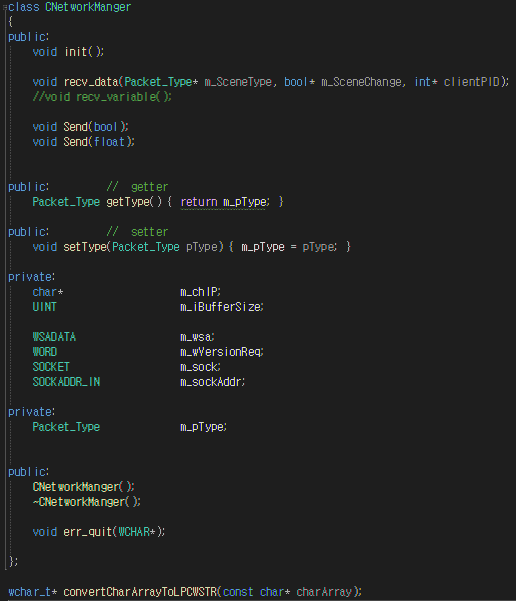 class CNetworkManger
{
public:
void init();
void recv_data(Packet_Type* m_SceneType, bool* m_SceneChange, int* clientPID);
//void recv_variable();
void Send(bool);
void Send(float);
public: // getter
Packet_Type getType() { return m_pType; }
public: // setter
void setType(Packet_Type pType) { m_pType = pType; }
private:
char* m_chIP;
UINT m_iBufferSize;
WSADATA m_wsa;
WORD m_wVersionReq;
SOCKET m_sock;
SOCKADDR_IN m_sockAddr;
private:
Packet_Type m_pType;
public:
CNetworkManger();
~CNetworkManger();
void err_quit(WCHAR*);
};
wchar_t* convertCharArrayToLPCWSTR(const char* charArray);